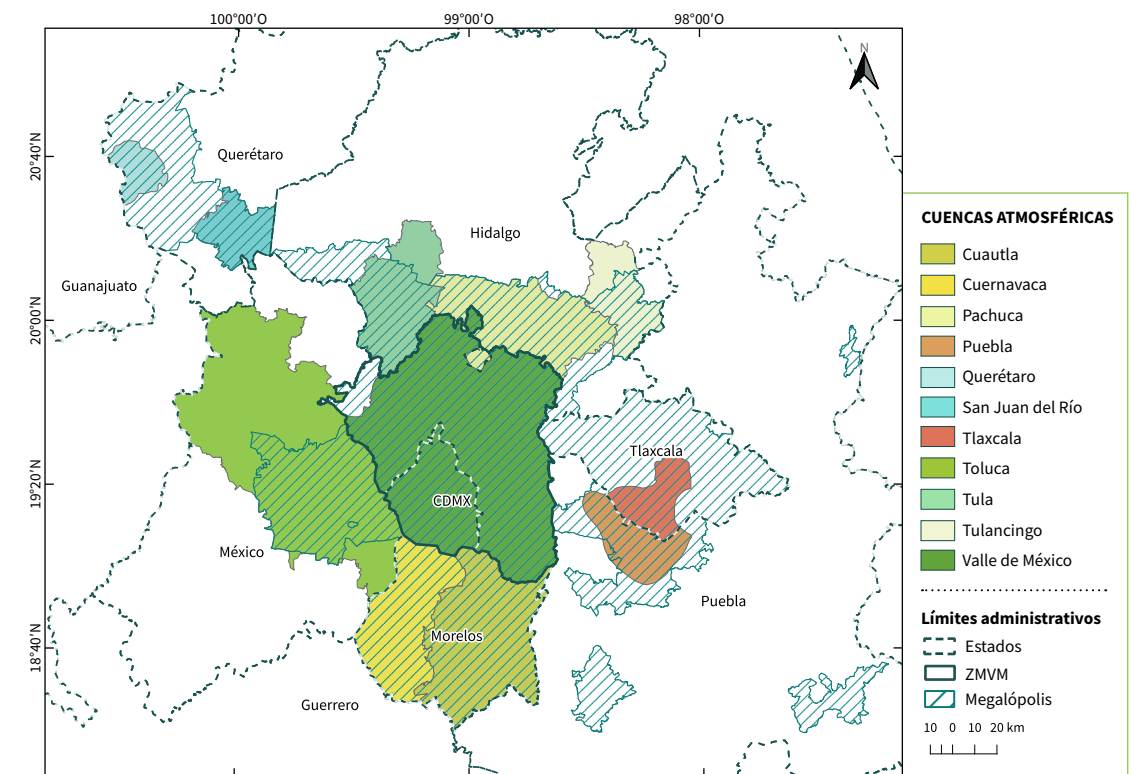 100°00'O 99°00'O 98°00'O
N
20°40'N
20°00'N
19°20'N
18°40'N
Querétaro
Hidalgo
Guanajuato
Tlaxcala
CDMX
México
Puebla
Morelos
Guerrero
CUENCAS ATMOSFÉRICAS
Cuautla
Cuernavaca
Pachuca
Puebla
Querétaro
San Juan del Río
Tlaxcala
Toluca
Tula
Tulancingo
Valle de México
Límites administrativos
Estados
ZMVM
Megalópolis
10 0 10 20 km